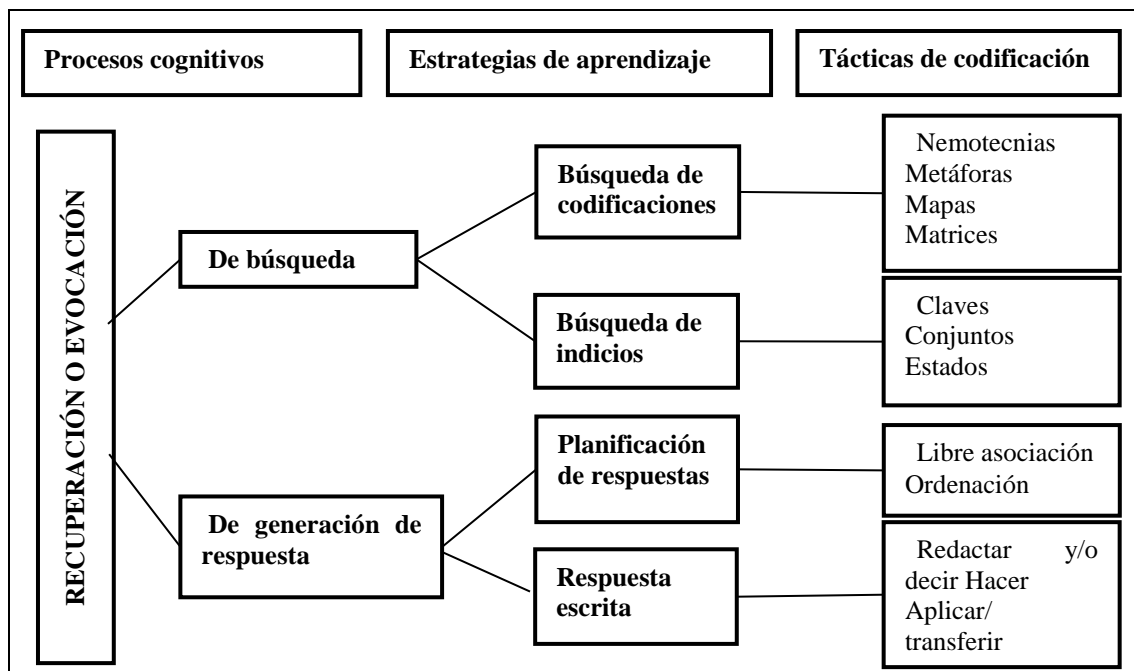 Procesos cognitivos
Estrategias de aprendizaje
Tácticas de codificación
RECUPERACIÓN O EVOCACIÓN
De búsqueda
Búsqueda de
codificaciones
Nemotecnias
Metáforas
Mapas
Matrices
Búsqueda de
indicios
Claves
Conjuntos
Estados
De generación de
respuesta
Planificación
de respuestas
Libre asociación
Ordenación
Respuesta
escrita
Redactar y/o
decir Hacer
Aplicar/
transferir